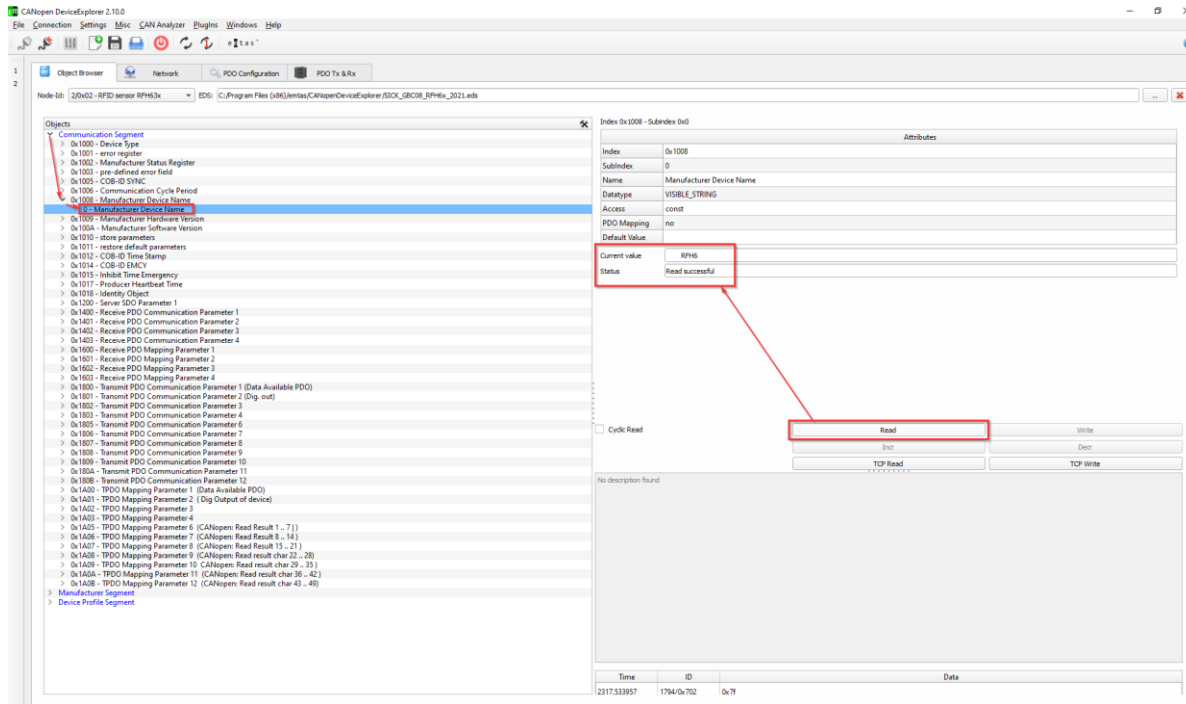 CANopen DeviceExplorer 2.10.0
File Connection Settings Misc CAN Analyzer Plugins Windows Help
emtas
1
2
Object Browser Network PDO Configuration PDO Tx & Rx
Node-Id: 2/0x02 - RFID sensor RFH63x EDS: C:/Program Files (x86)/emtas/CANopenDeviceExplorer/SICK_GBC08_RFH6x_2021.eds ...
Objects
Communication Segment
0x1000 - Device Type
0x1001 - error register
0x1002 - Manufacturer Status Register
0x1003 - pre-defined error field
0x1005 - COB-ID SYNC
0x1006 - Communication Cycle Period
0x1008 - Manufacturer Device Name
0 - Manufacturer Device Name
0x1009 - Manufacturer Hardware Version
0x100A - Manufacturer Software Version
0x1010 - store parameters
0x1011 - restore default parameters
0x1012 - COB-ID Time Stamp
0x1014 - COB-ID EMCY
0x1015 - Inhibit Time Emergency
0x1017 - Producer Heartbeat Time
0x1018 - Identity Object
0x1200 - Server SDO Parameter 1
0x1400 - Receive PDO Communication Parameter 1
0x1401 - Receive PDO Communication Parameter 2
0x1402 - Receive PDO Communication Parameter 3
0x1403 - Receive PDO Communication Parameter 4
0x1600 - Receive PDO Mapping Parameter 1
0x1601 - Receive PDO Mapping Parameter 2
0x1602 - Receive PDO Mapping Parameter 3
0x1603 - Receive PDO Mapping Parameter 4
0x1800 - Transmit PDO Communication Parameter 1 (Data Available PDO)
0x1801 - Transmit PDO Communication Parameter 2 (Dig. out)
0x1802 - Transmit PDO Communication Parameter 3
0x1803 - Transmit PDO Communication Parameter 4
0x1805 - Transmit PDO Communication Parameter 6
0x1806 - Transmit PDO Communication Parameter 7
0x1807 - Transmit PDO Communication Parameter 8
0x1808 - Transmit PDO Communication Parameter 9
0x1809 - Transmit PDO Communication Parameter 10
0x180A - Transmit PDO Communication Parameter 11
0x180B - Transmit PDO Communication Parameter 12
0x1A00 - TPDO Mapping Parameter 1 (Data Available PDO)
0x1A01 - TPDO Mapping Parameter 2 ( Dig Output of device)
0x1A02 - TPDO Mapping Parameter 3
0x1A03 - TPDO Mapping Parameter 4
0x1A05 - TPDO Mapping Parameter 6 (CANopen: Read Result 1 .. 7 | )
0x1A06 - TPDO Mapping Parameter 7 (CANopen: Read Result 8 .. 14 )
0x1A07 - TPDO Mapping Parameter 8 (CANopen: Read Result 15 .. 21 )
0x1A08 - TPDO Mapping Parameter 9 (CANopen: Read result char 22 .. 28)
0x1A09 - TPDO Mapping Parameter 10 CANopen: Read result char 29 .. 35 )
0x1A0A - TPDO Mapping Parameter 11 (CANopen: Read result char 36 .. 42 )
0x1A0B - TPDO Mapping Parameter 12 (CANopen: Read result char 43 .. 49)
Manufacturer Segment
Device Profile Segment
Index 0x1008 - Subindex 0x0
Attributes
Index 0x1008
SubIndex 0
Name Manufacturer Device Name
Datatype VISIBLE_STRING
Access const
PDO Mapping no
Default Value
Current value RFH6
Status Read successful
Cyclic Read Read Write
Incr Decr
TCP Read TCP Write
No description found
Time ID Data
2317.533957 1794/0x702 0x7f